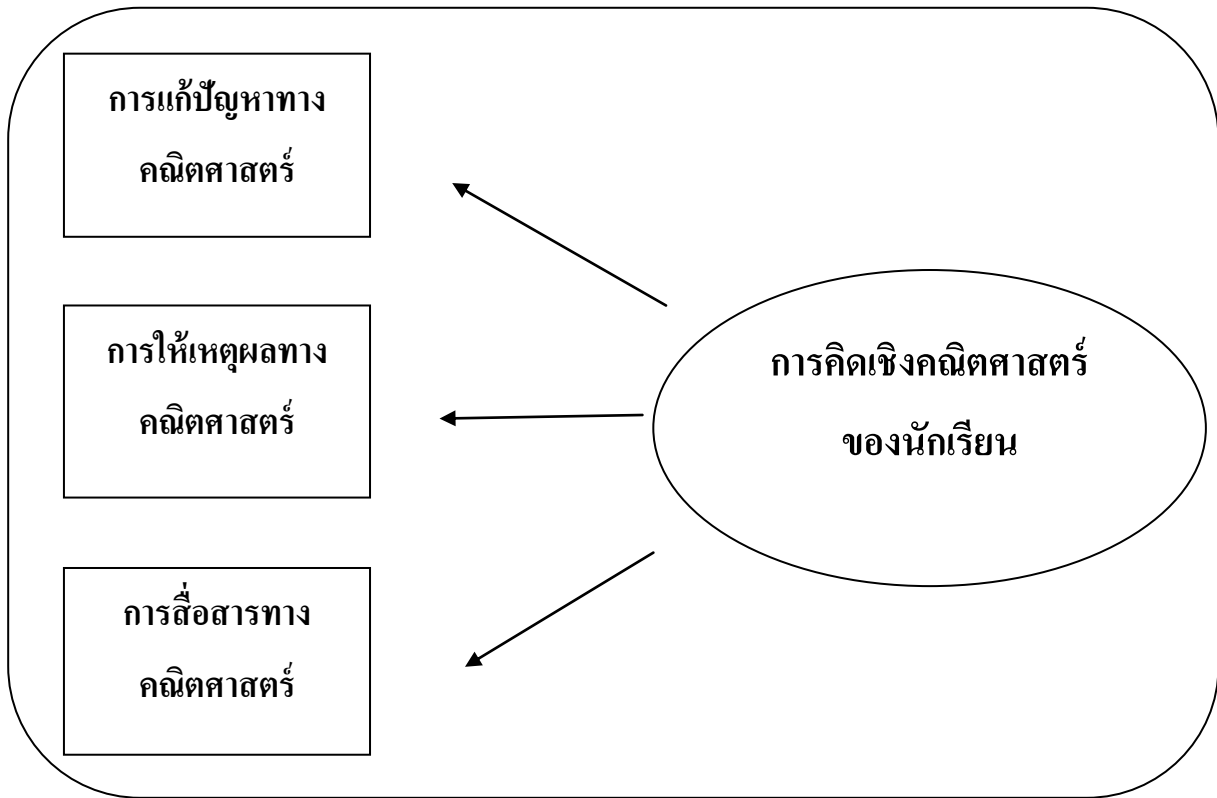 การแก้ปัญหาทาง
คณิตศาสตร์
การให้เหตุผลทาง
คณิตศาสตร์
การสื่อสารทาง
คณิตศาสตร์
การคิดเชิงคณิตศาสตร์
ของนักเรียน